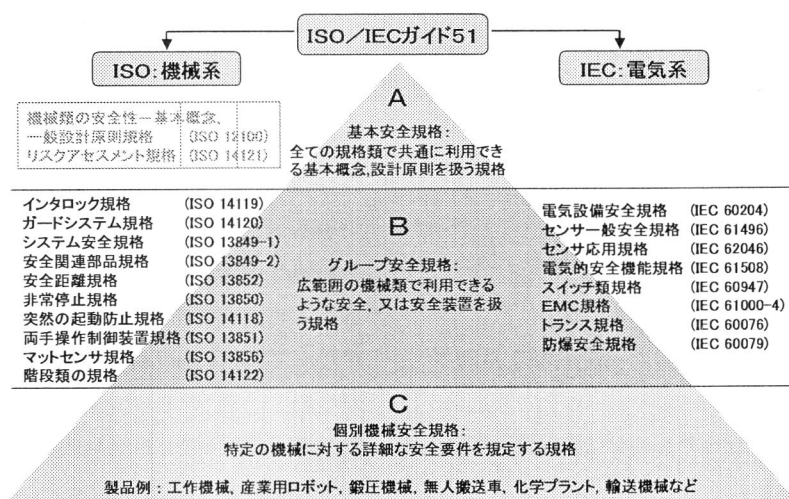 ISO/IECガイド51
ISO:機械系
IEC:電気系
機械類の安全性-基本概念,
一般設計原則規格 (ISO 12100)
リスクアセスメント規格 (ISO 14121)
A
基本安全規格:
全ての規格類で共通に利用でき
る基本概念,設計原則を扱う規格
インタロック規格 (ISO 14119)
ガードシステム規格 (ISO 14120)
システム安全規格 (ISO 13849-1)
安全関連部品規格 (ISO 13849-2)
安全距離規格 (ISO 13852)
非常停止規格 (ISO 13850)
突然の起動防止規格 (ISO 14118)
両手操作制御装置規格 (ISO 13851)
マットセンサ規格 (ISO 13856)
階段類の規格 (ISO 14122)
B
グループ安全規格:
広範囲の機械類で利用できる
ような安全, 又は安全装置を扱
う規格
電気設備安全規格 (IEC 60204)
センサ一般安全規格 (IEC 61496)
センサ応用規格 (IEC 62046)
電気的安全機能規格 (IEC 61508)
スイッチ類規格 (IEC 60947)
EMC規格 (IEC 61000-4)
トランス規格 (IEC 60076)
防爆安全規格 (IEC 60079)
C
個別機械安全規格:
特定の機械に対する詳細な安全要件を規定する規格
製品例:工作機械, 産業用ロボット, 鍛圧機械, 無人搬送車, 化学プラント, 輸送機械など